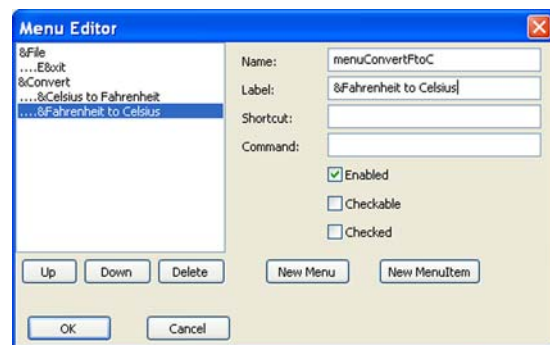 Menu Editor
&File
....E&xit
&Convert
....&Celsius to Fahrenheit
....&Fahrenheit to Celsius
Name: menuConvertFtoC
Label: &Fahrenheit to Celsius
Shortcut:
Command:
Enabled
Checkable
Checked
Up Down Delete New Menu New MenuItem
OK Cancel